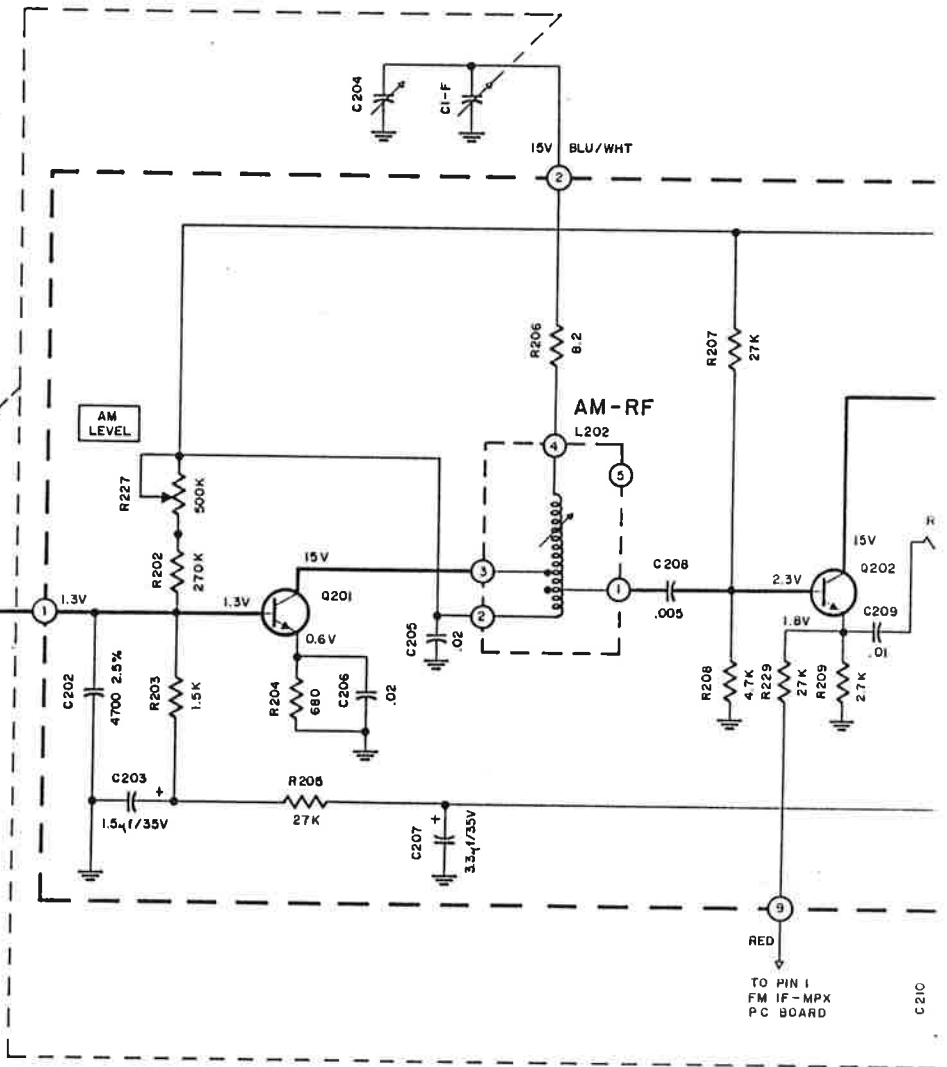 C204
C1-F
15V BLU/WHT
2
R206
8.2
R207
27K
AM-RF
L202
AM
LEVEL
4
5
R227
500K
R202
270K
15V
3
C208
.005
1
15V
Q202
R
1
1.3V
1.3V
Q201
0.6V
2
C205
.02
2.3V
1.8V
C209
.01
C202
4700 2.5%
R203
1.5K
R204
680
C206
.02
R208
4.7K
R229
27K
R209
2.7K
C203
+
1.5μf/35V
R205
27K
C207
+
3.3μf/35V
9
RED
TO PIN 1
FM IF-MPX
PC BOARD
C210